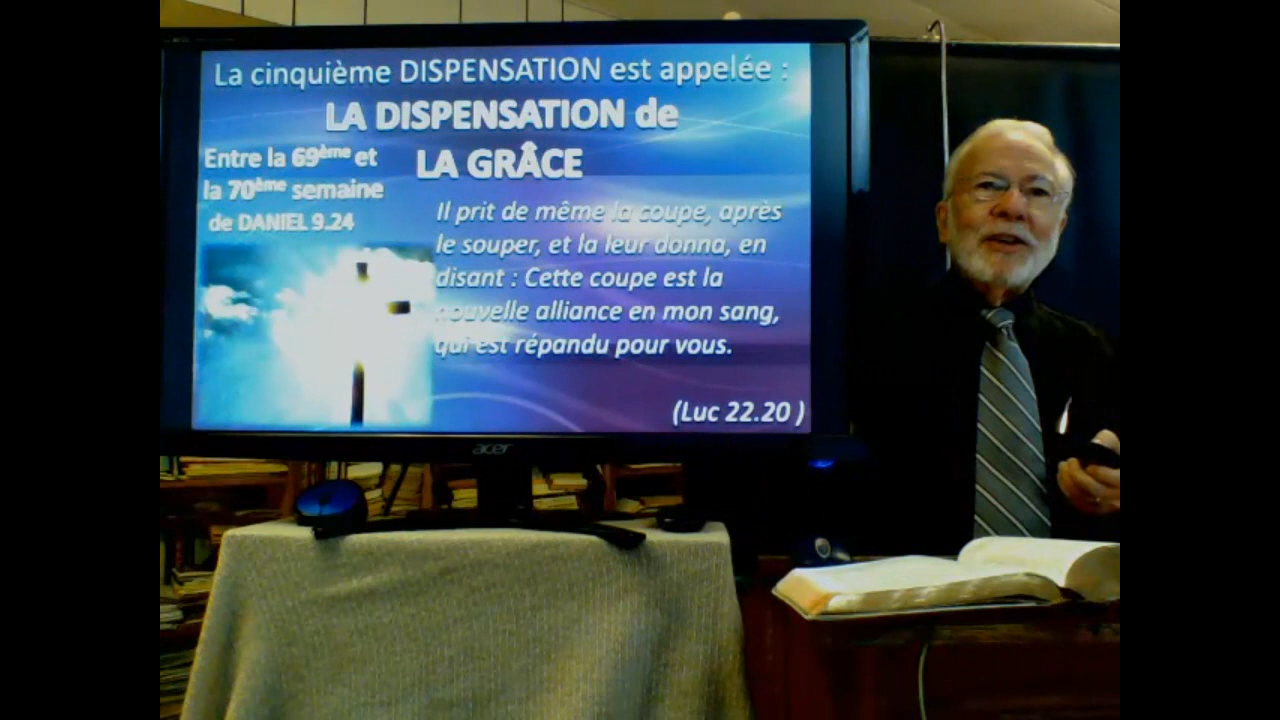 La cinquième DISPENSATION est appelée :
LA DISPENSATION de
LA GRÂCE
Entre la 69ème et
la 70ème semaine
de DANIEL 9.24
Il prit de même la coupe, après
le souper, et la leur donna, en
disant : Cette coupe est la
nouvelle alliance en mon sang,
qui est répandu pour vous.
(Luc 22.20 )
acer